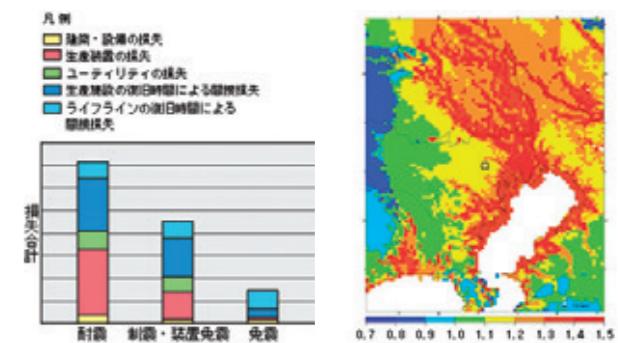 凡例
建築・設備の損失
生産装置の損失
ユーティリティの損失
生産施設の復旧時間による間接損失
ライフラインの復旧時間による
間接損失
損失合計
耐震
制震・装置免震
免震
0.7 0.8 0.9 1.0 1.1 1.2 1.3 1.4 1.5